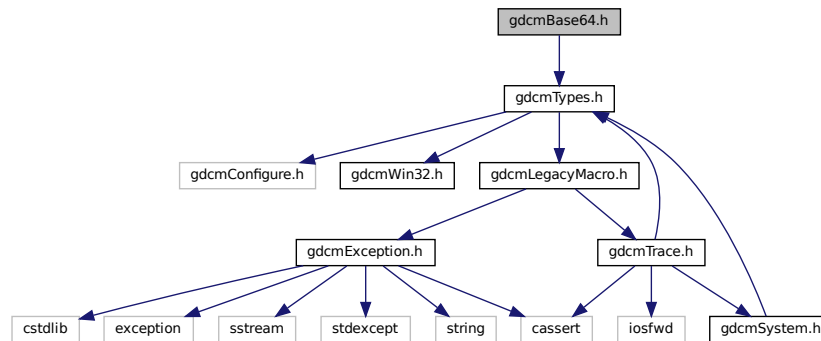 gdcmBase64.h
gdcmTypes.h
gdcmConfigure.h
gdcmWin32.h
gdcmLegacyMacro.h
gdcmException.h
gdcmTrace.h
cstdlib
exception
sstream
stdexcept
string
cassert
iosfwd
gdcmSystem.h